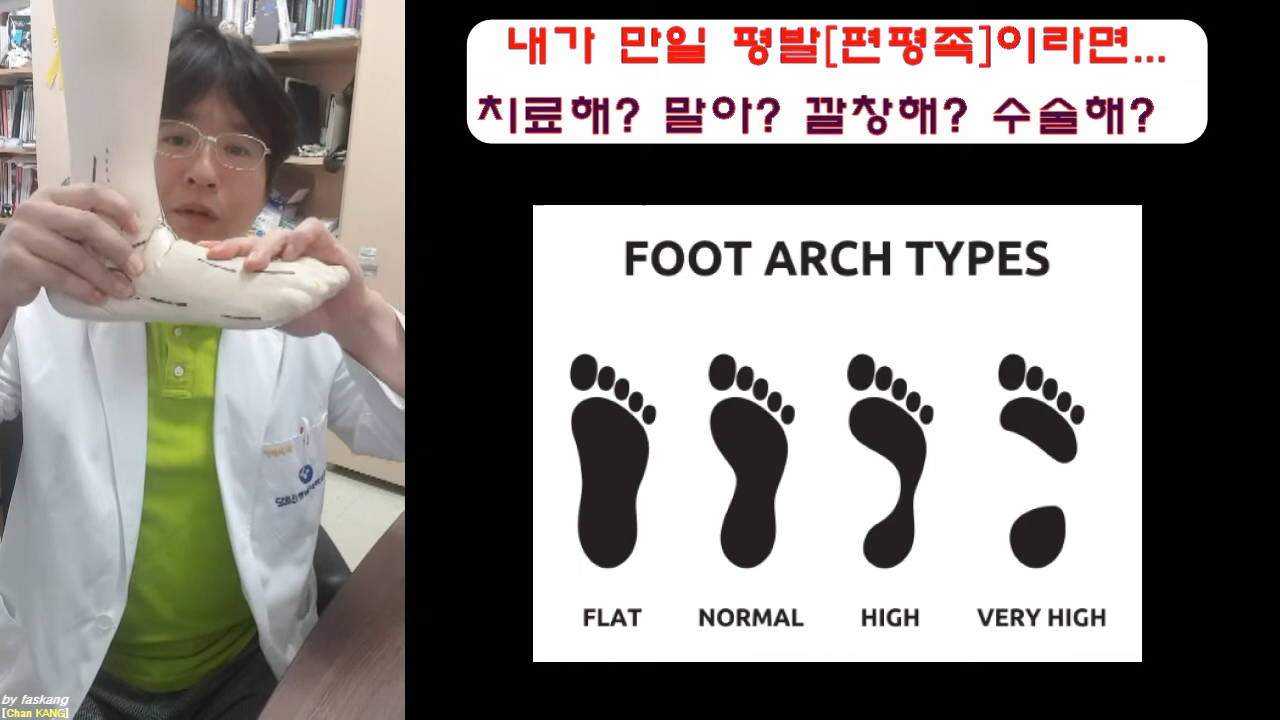 내가 만일 평발[편평족]이라면...
치료해? 말아? 깔창해? 수술해?
FOOT ARCH TYPES
FLAT NORMAL HIGH VERY HIGH
by faskang
[Chan KANG]